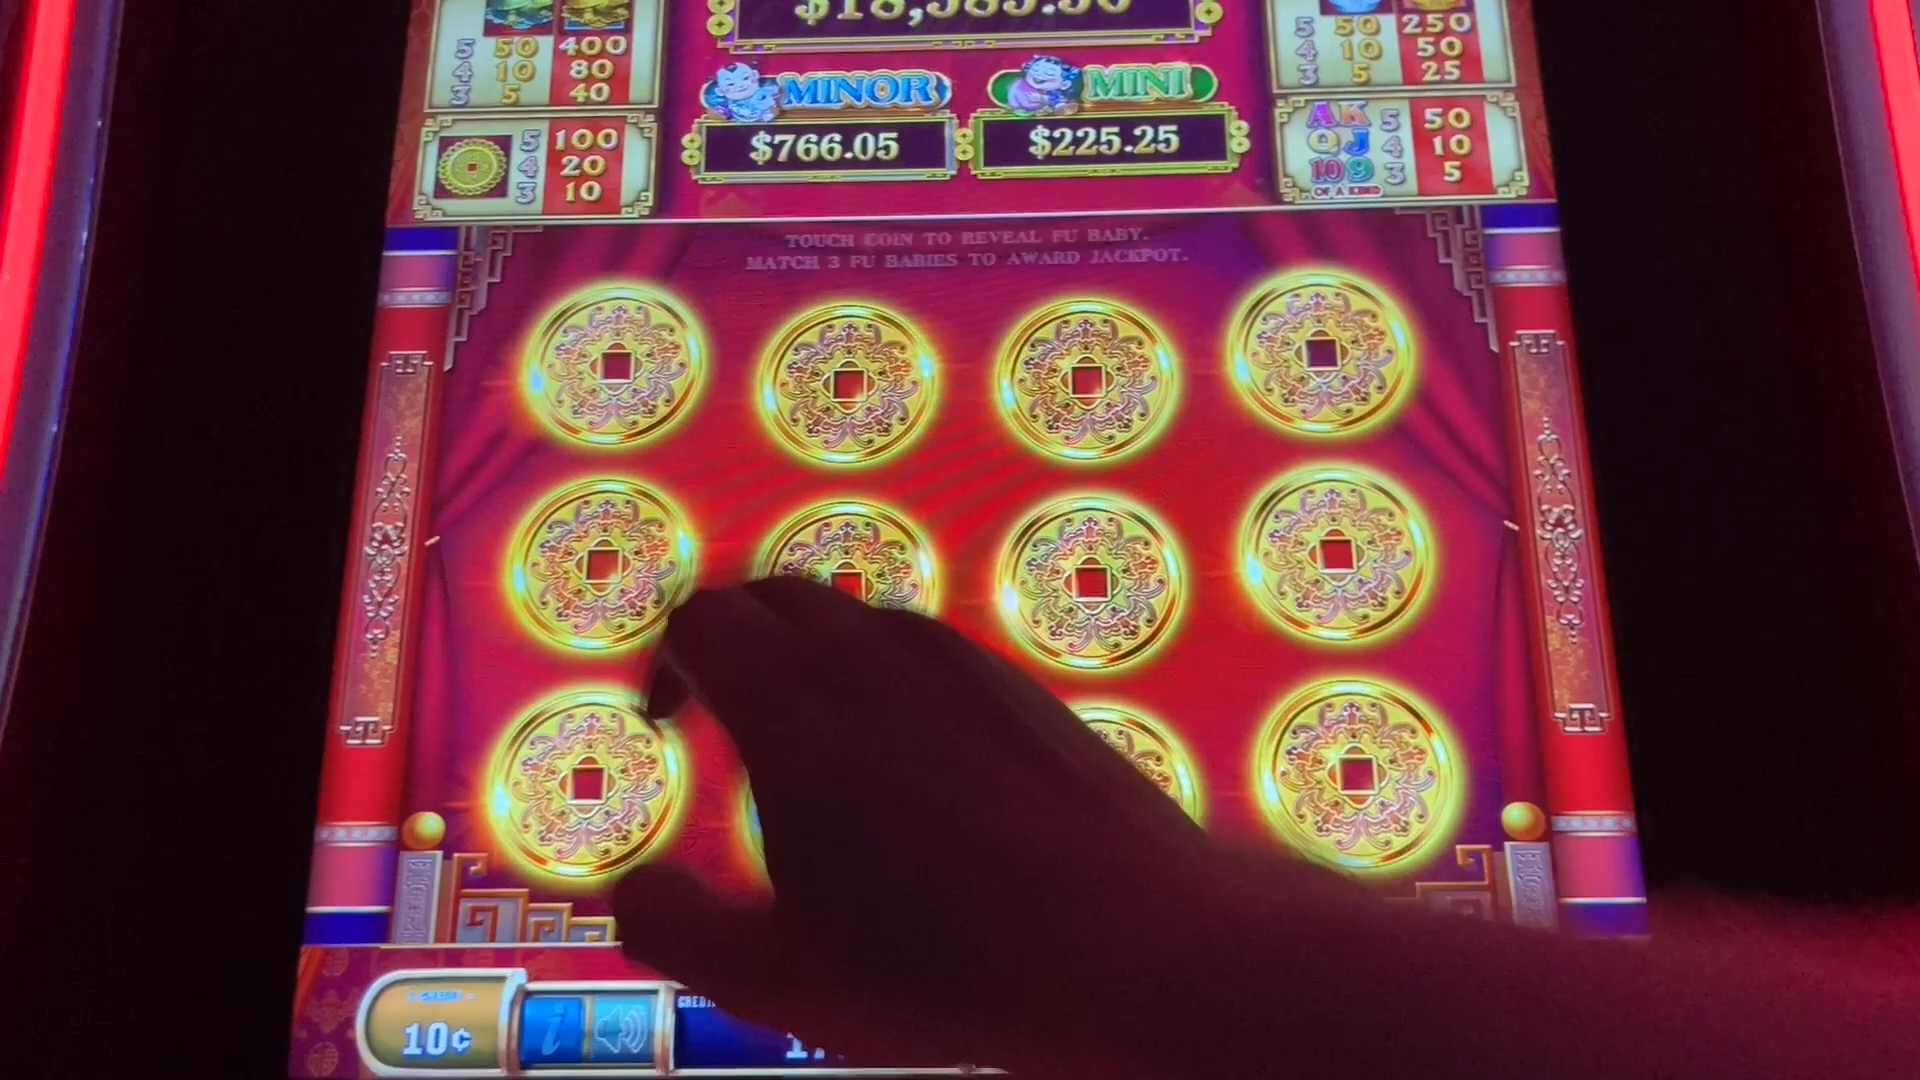 5 50 400
4 10 80
3 5 40
5 100
4 20
3 10
MINOR
$766.05
MINI
$225.25
5 50 250
4 10 50
3 5 25
A K 5 50
Q J 4 10
10 9 3 5
OF A KIND
TOUCH COIN TO REVEAL FU BABY.
MATCH 3 FU BABIES TO AWARD JACKPOT.
10¢
i